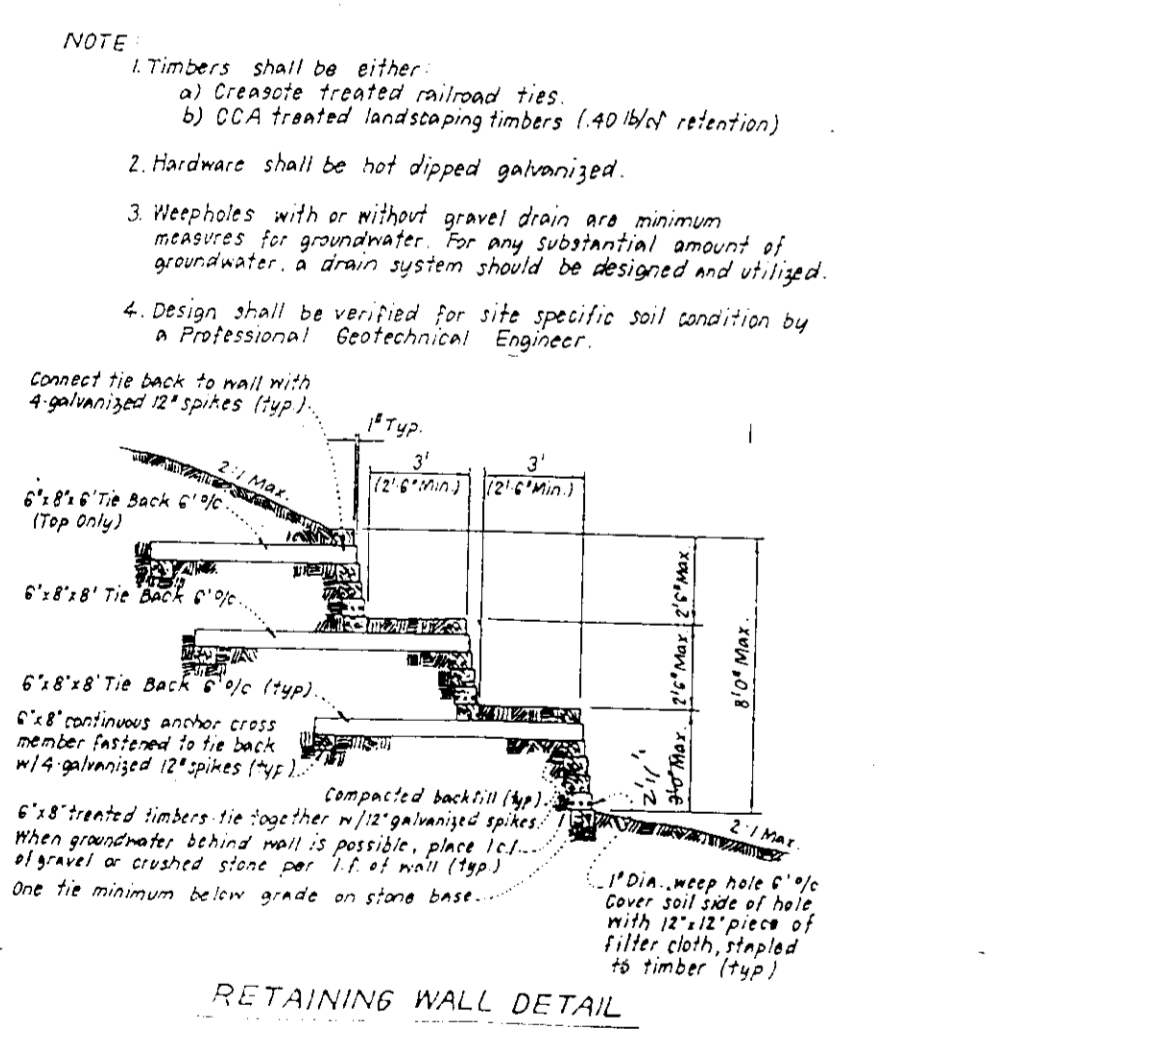 NOTE:
1. Timbers shall be either:
a) Creasote treated railroad ties.
b) CCA treated landscaping timbers (.40 lb/cf retention)
2. Hardware shall be hot dipped galvanized.
3. Weepholes with or without gravel drain are minimum
measures for groundwater. For any substantial amount of
groundwater, a drain system should be designed and utilized.
4. Design shall be verified for site specific soil condition by
a Professional Geotechnical Engineer.
Connect tie back to wall with
4-galvanized 12" spikes (typ.)
1" Typ.
3'
(2'-6" Min.)
3'
(2'-6" Min.)
2:1 Max.
6"x8"x6' Tie Back 6' o/c
(Top Only)
6"x8"x8' Tie Back 6' o/c
2'6" Max
2'6" Max
8'0" Max.
6"x8"x8' Tie Back 6' o/c (typ)
6"x8" continuous anchor cross
member fastened to tie back
w/4-galvanized 12" spikes (typ.)
2'11"
3'0" Max.
Compacted backfill (typ)
6"x8" treated timbers tie together w/12" galvanized spikes.
When groundwater behind wall is possible, place 1 c.f.
of gravel or crushed stone per l.f. of wall (typ.)
One tie minimum below grade on stone base
2:1 Max.
1" Dia. weep hole 6' o/c
Cover soil side of hole
with 12"x12" piece of
filter cloth, stapled
to timber (typ)
RETAINING WALL DETAIL